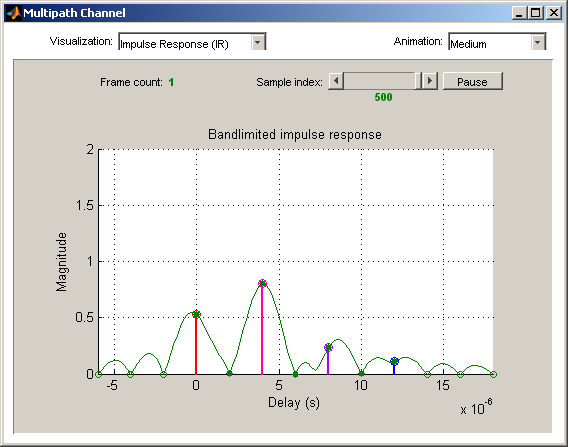 Multipath Channel
Visualization: Impulse Response (IR) Animation: Medium
Frame count: 1 Sample index: Pause
500
Bandlimited impulse response
2
1.5
1
0.5
0
Magnitude
-5 0 5 10 15
Delay (s)
x 10⁻⁶